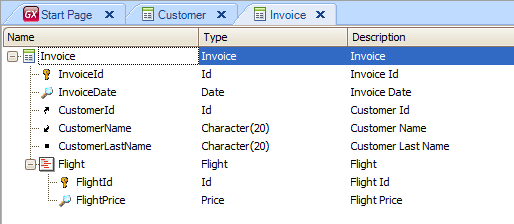 GX Start Page Customer Invoice
Name Type Description
Invoice Invoice Invoice
InvoiceId Id Invoice Id
InvoiceDate Date Invoice Date
CustomerId Id Customer Id
CustomerName Character(20) Customer Name
CustomerLastName Character(20) Customer Last Name
Flight Flight Flight
FlightId Id Flight Id
FlightPrice Price Flight Price